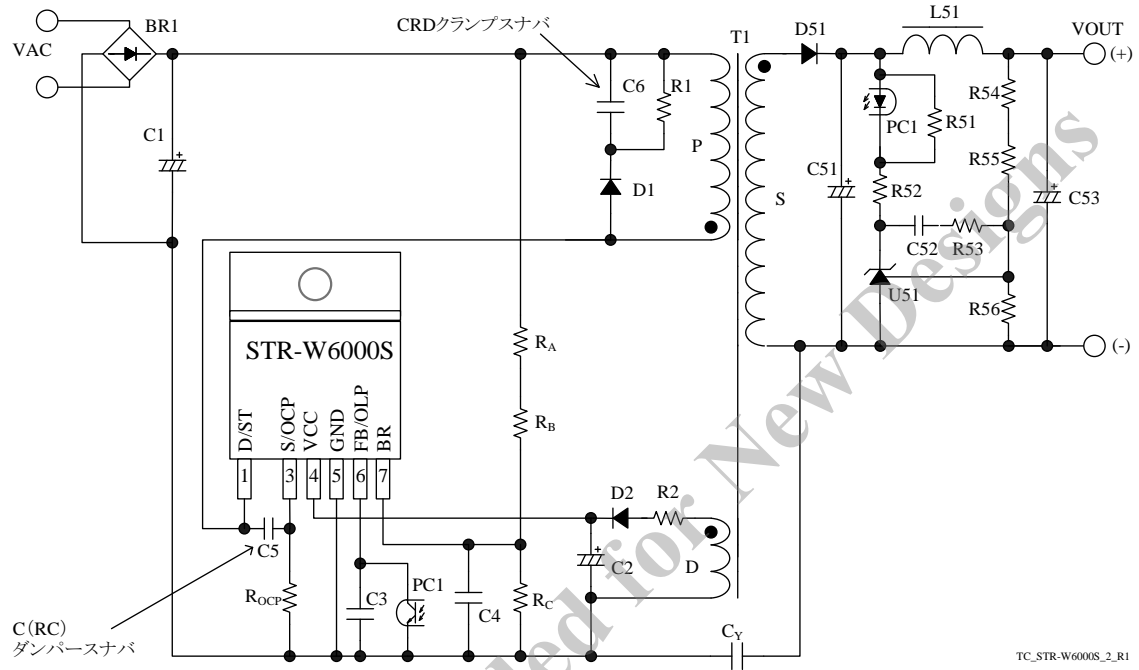 CRDクランプスナバ
VAC
BR1
T1
D51
L51
VOUT
(+)
C1
C6
R1
P
S
D1
PC1
R51
R54
R55
C51
R52
C53
C52
R53
U51
R56
(-)
STR-W6000S
D/ST
S/OCP
VCC
GND
FB/OLP
BR
1
3
4
5
6
7
RA
RB
D2
R2
C5
C2
D
ROCP
C3
PC1
C4
RC
C(RC)
ダンパースナバ
CY
ed for New Designs
TC_STR-W6000S_2_R1